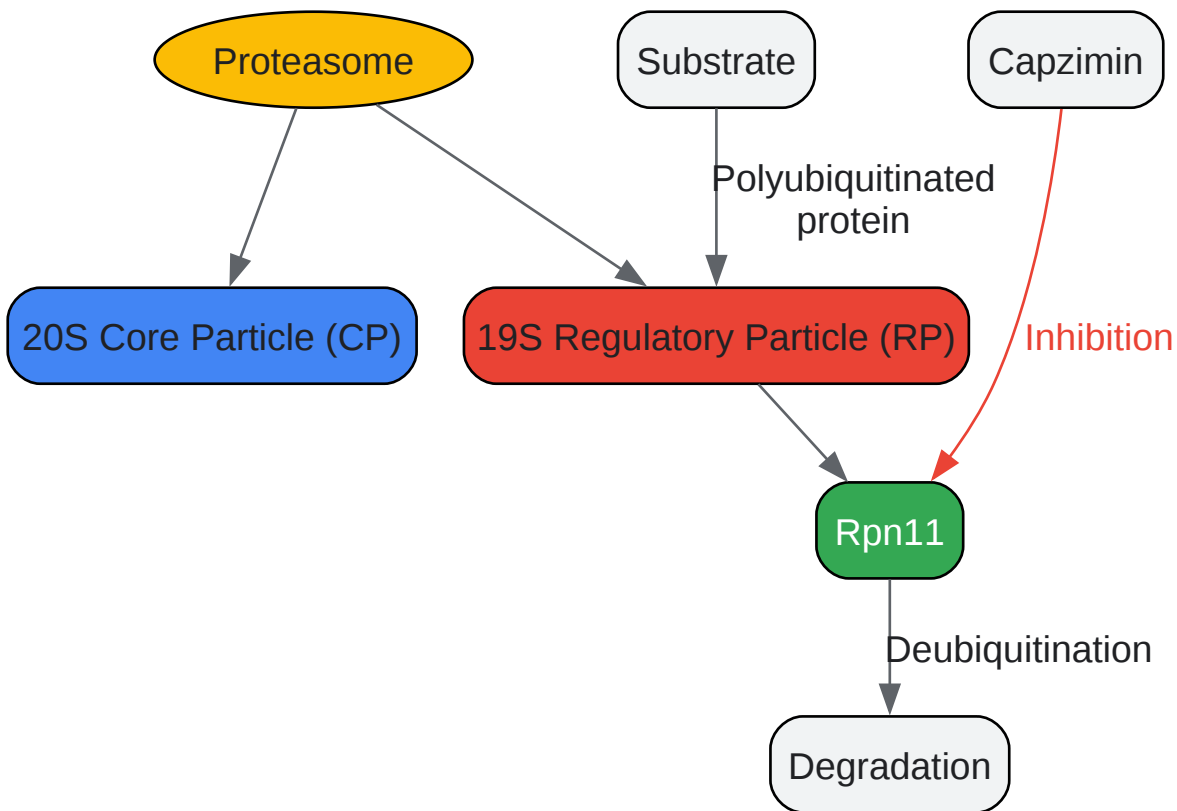 Proteasome
Substrate
Capzimin
Polyubiquitinated
protein
20S Core Particle (CP)
19S Regulatory Particle (RP)
Inhibition
Rpn11
Deubiquitination
Degradation